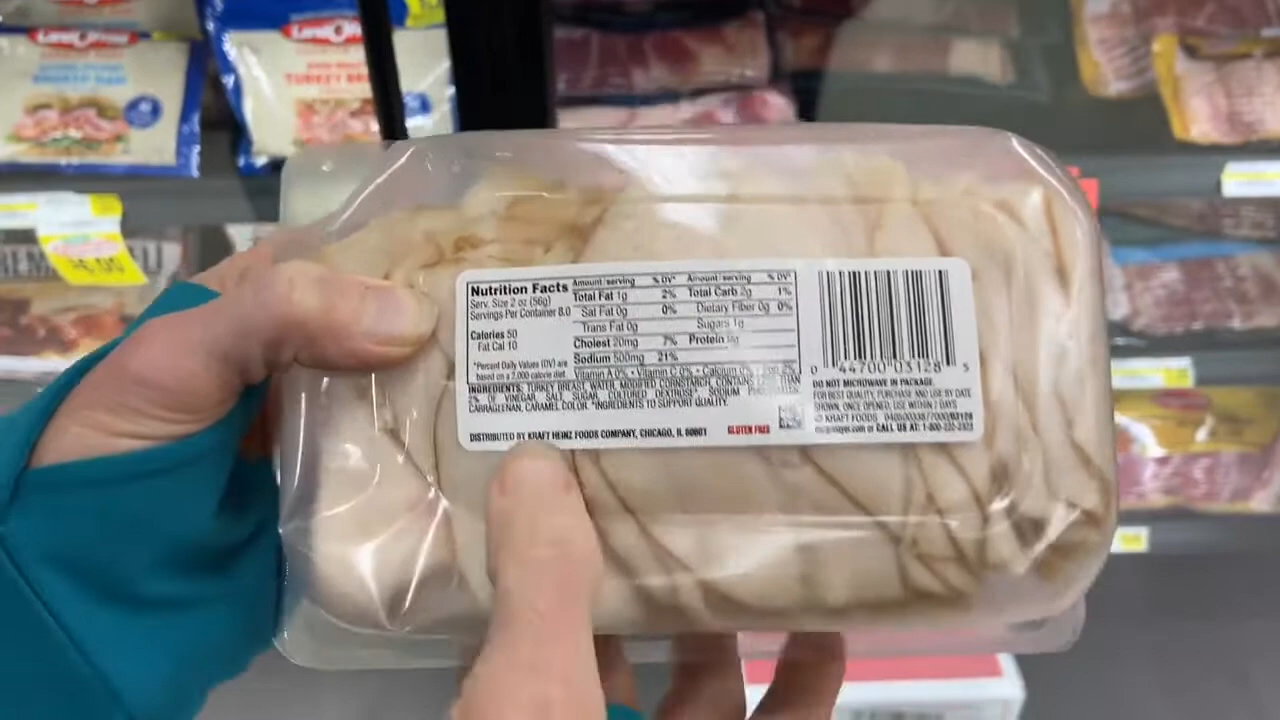 TURKEY
Nutrition Facts
Serv. Size 2 oz (56g)
Servings Per Container 8.0
Calories 50
Fat Cal 10
*Percent Daily Values (DV) are
based on a 2,000 calorie diet.
Amount/serving % DV* Amount/serving % DV*
Total Fat 1g 2% Total Carb 2g 1%
Sat Fat 0g 0% Dietary Fiber 0g 0%
Trans Fat 0g Sugars 1g
Cholest 20mg 7% Protein
Sodium 500mg 21%
Vitamin A 0% • Vitamin C 0% • Calcium 0% •
INGREDIENTS: TURKEY BREAST, WATER, MODIFIED CORNSTARCH, CONTAINS LESS THAN
2% OF VINEGAR, SALT, SUGAR, CULTURED DEXTROSE*, SODIUM
CARRAGEENAN, CARAMEL COLOR. *INGREDIENTS TO SUPPORT QUALITY.
DISTRIBUTED BY KRAFT HEINZ FOODS COMPANY, CHICAGO, IL 60601
GLUTEN FREE
0 44700 03128 5
DO NOT MICROWAVE IN PACKAGE.
FOR BEST QUALITY, PURCHASE AND USE BY DATE
SHOWN, ONCE OPENED, USE WITHIN 7 DAYS
KRAFT FOODS
or CALL US AT: 1-800-222-2323